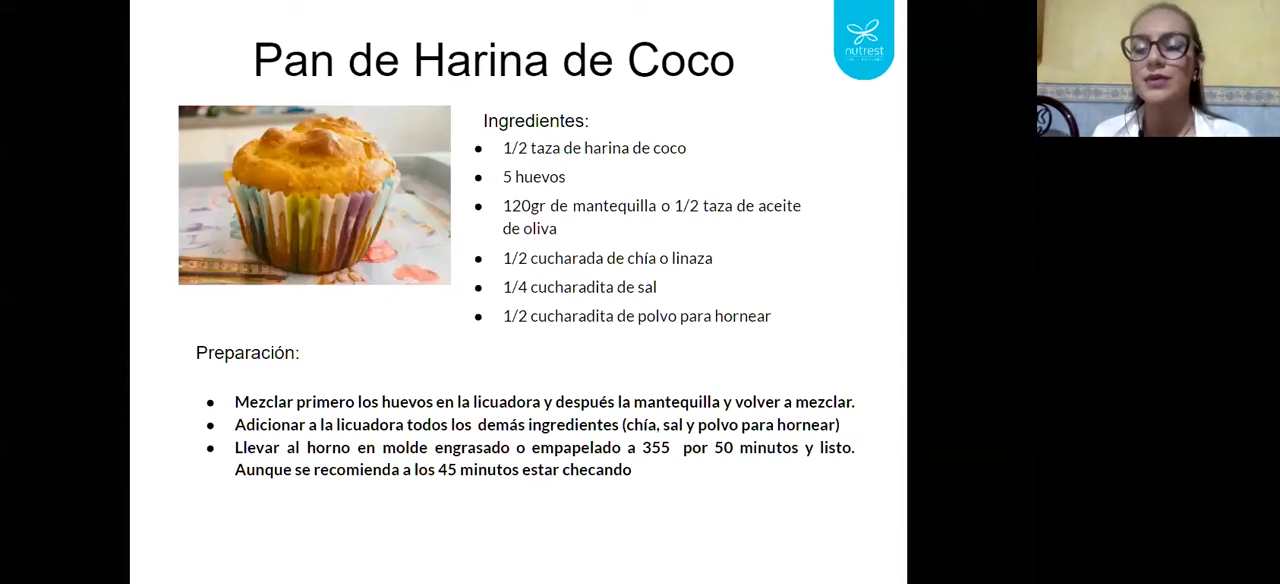 Pan de Harina de Coco
nutrest
Ingredientes:
● 1/2 taza de harina de coco
● 5 huevos
● 120gr de mantequilla o 1/2 taza de aceite
de oliva
● 1/2 cucharada de chía o linaza
● 1/4 cucharadita de sal
● 1/2 cucharadita de polvo para hornear
Preparación:
● Mezclar primero los huevos en la licuadora y después la mantequilla y volver a mezclar.
● Adicionar a la licuadora todos los demás ingredientes (chía, sal y polvo para hornear)
● Llevar al horno en molde engrasado o empapelado a 355 por 50 minutos y listo.
Aunque se recomienda a los 45 minutos estar checando